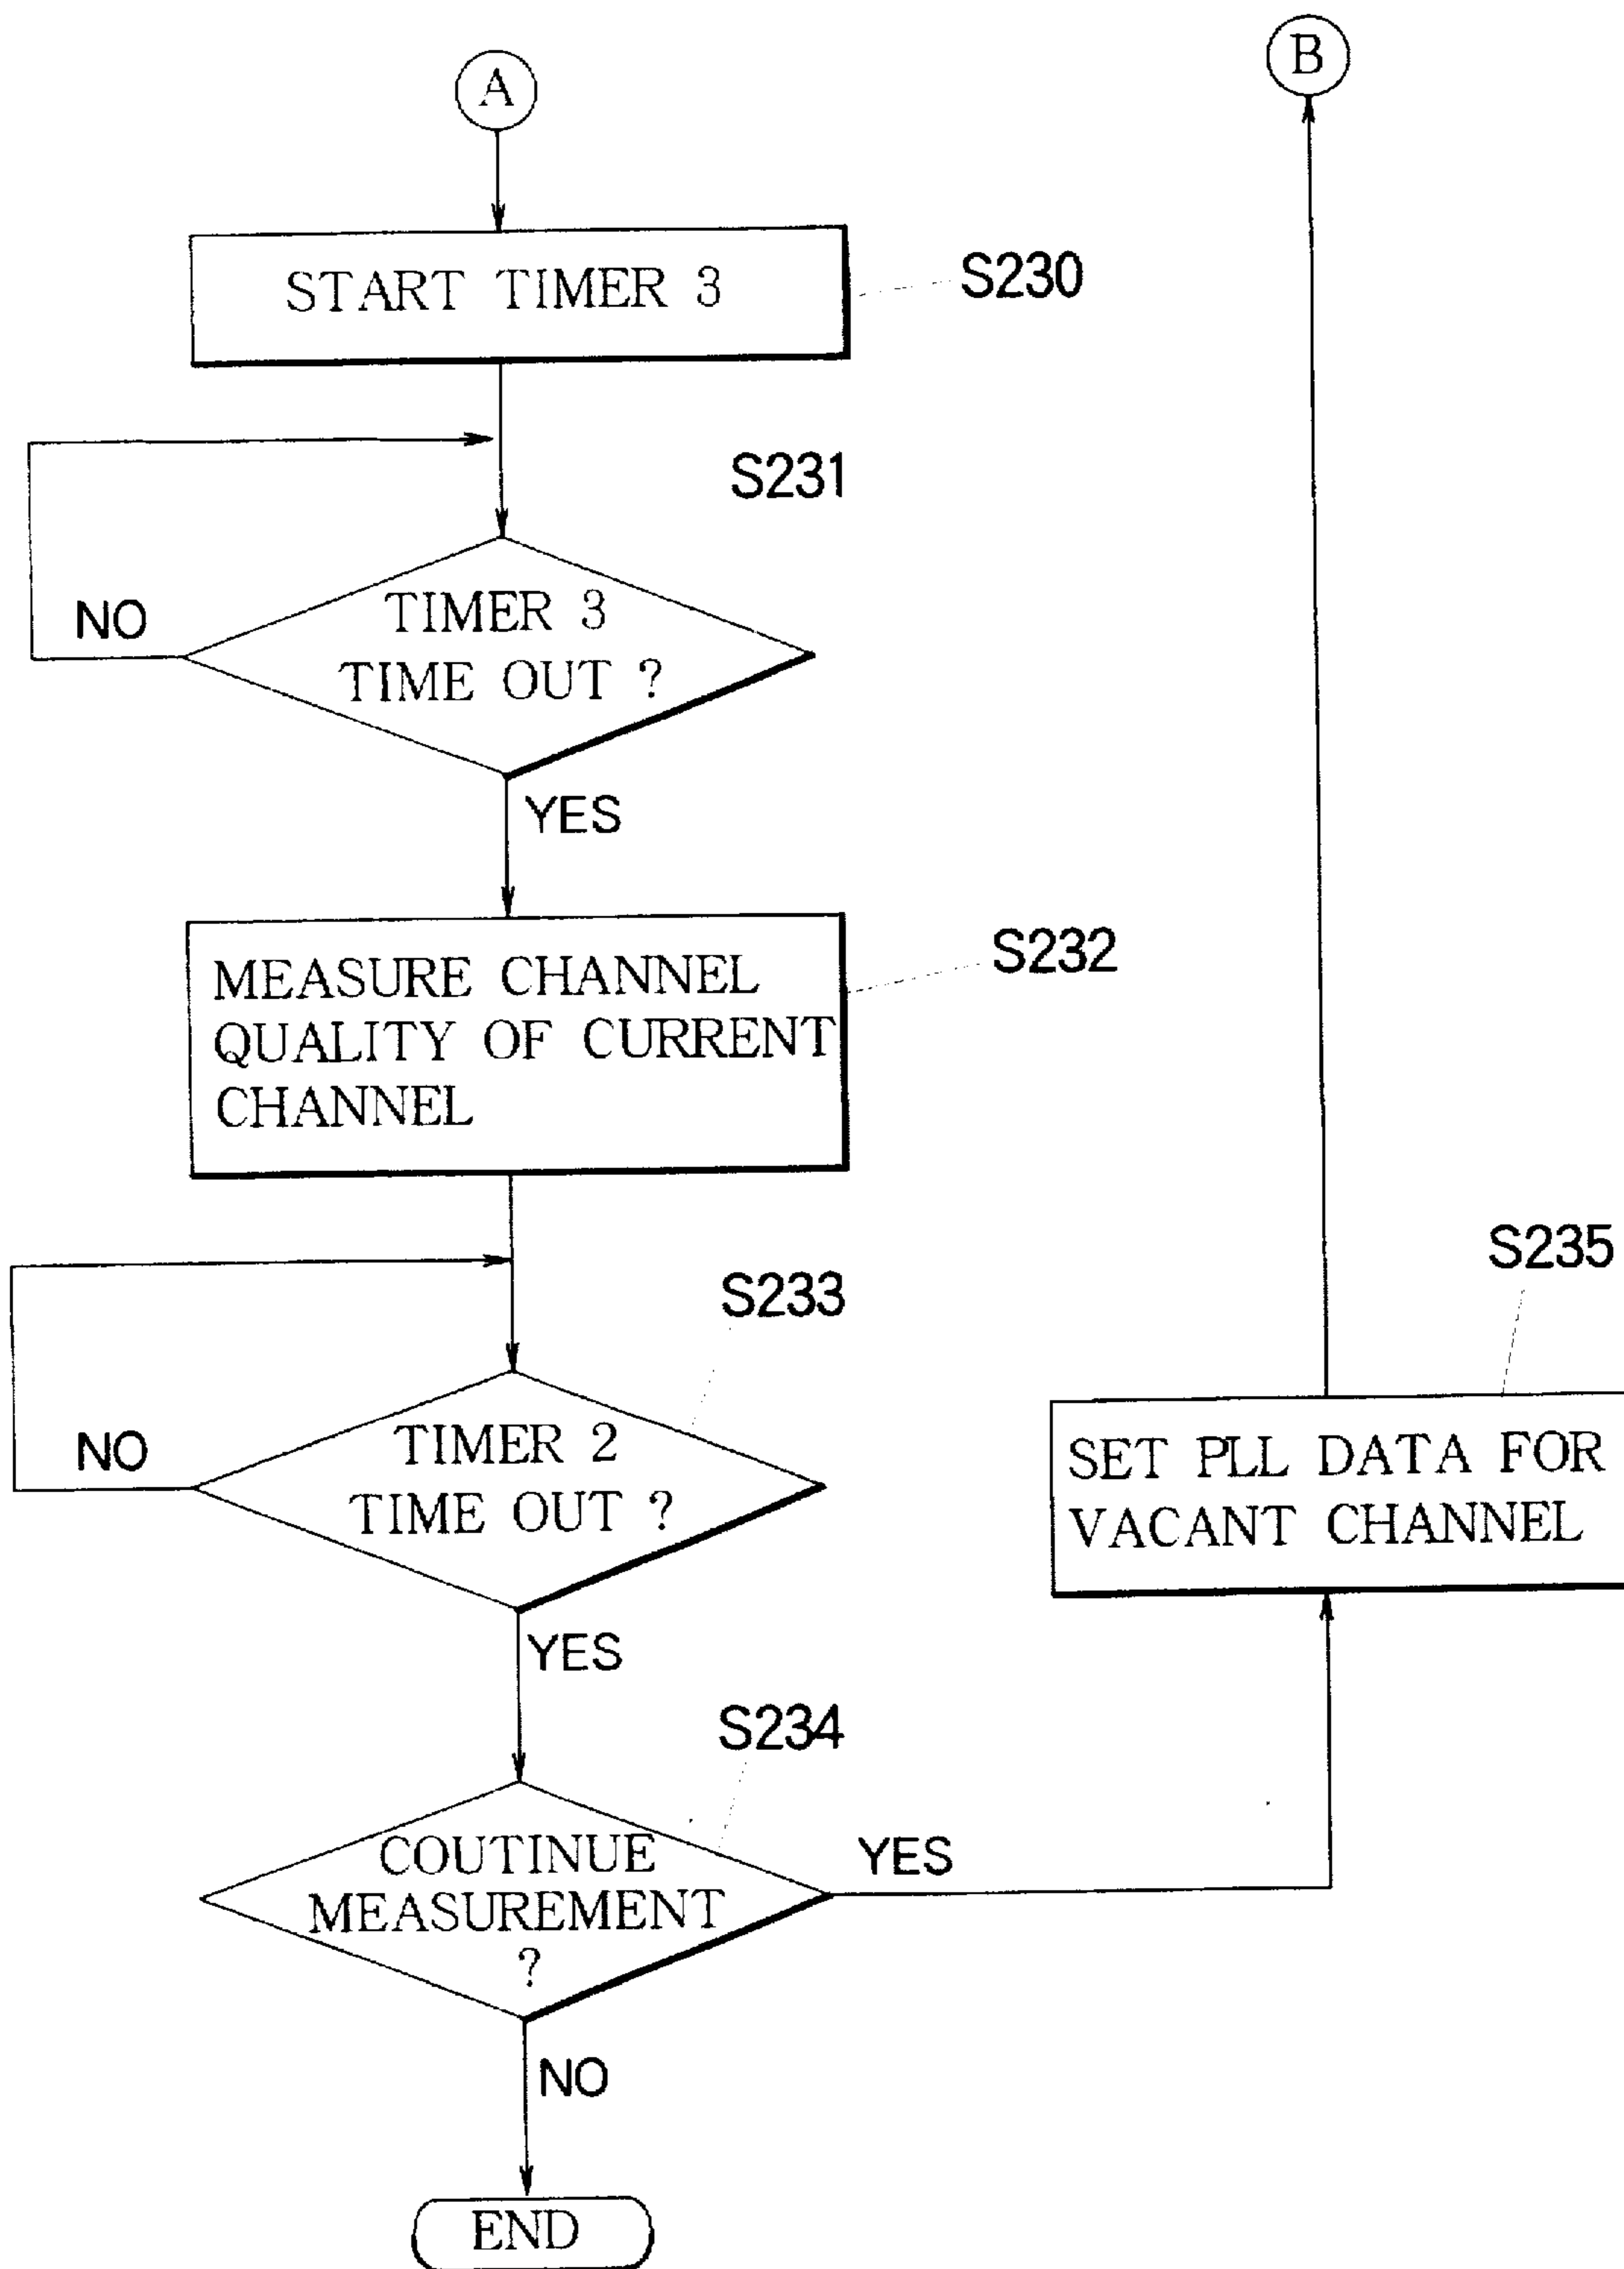 A
B
START TIMER 3
S230
S231
TIMER 3
TIME OUT ?
NO
YES
MEASURE CHANNEL
QUALITY OF CURRENT
CHANNEL
S232
S233
TIMER 2
TIME OUT ?
NO
YES
S235
SET PLL DATA FOR
VACANT CHANNEL
S234
COUTINUE
MEASUREMENT
?
YES
NO
END